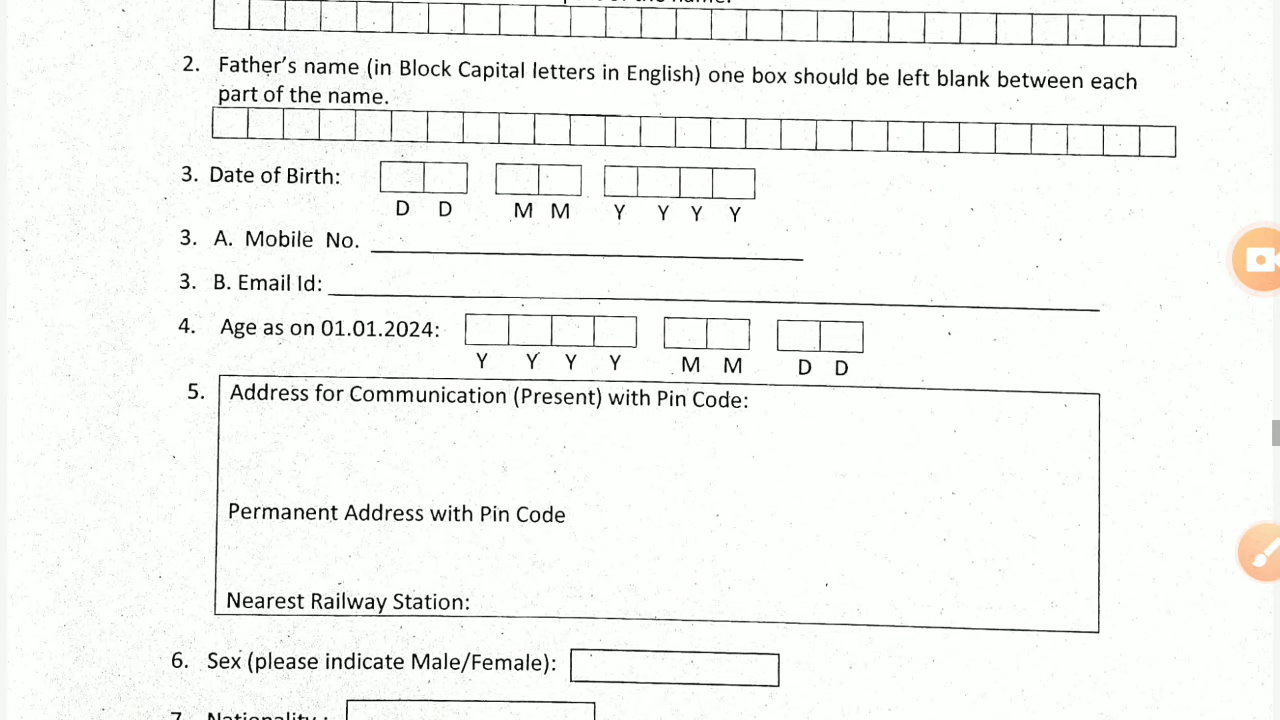 2. Father's name (in Block Capital letters in English) one box should be left blank between each
part of the name.
3. Date of Birth:
D D M M Y Y Y Y
3. A. Mobile No.
3. B. Email Id:
4. Age as on 01.01.2024:
Y Y Y Y M M D D
5. Address for Communication (Present) with Pin Code:
Permanent Address with Pin Code
Nearest Railway Station:
6. Sex (please indicate Male/Female):
7. Nationality :